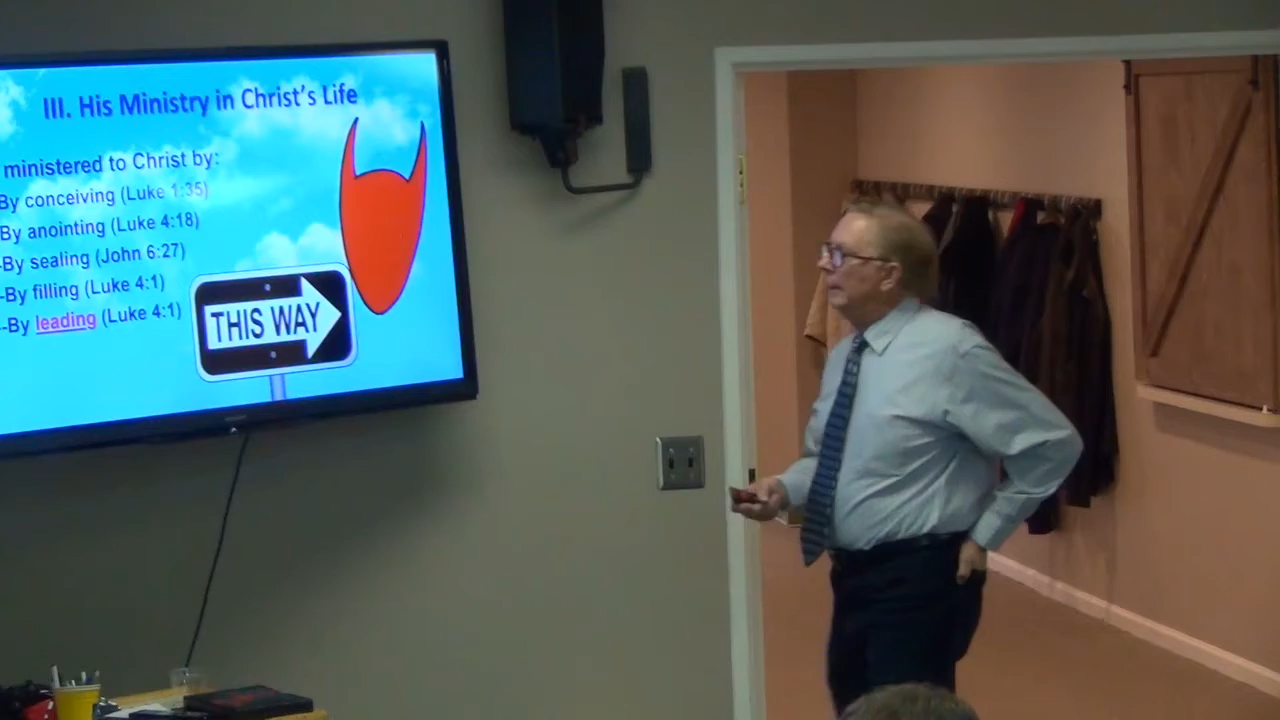 III. His Ministry in Christ's Life
ministered to Christ by:
By conceiving (Luke 1:35)
By anointing (Luke 4:18)
-By sealing (John 6:27)
-By filling (Luke 4:1)
--By leading (Luke 4:1)
THIS WAY